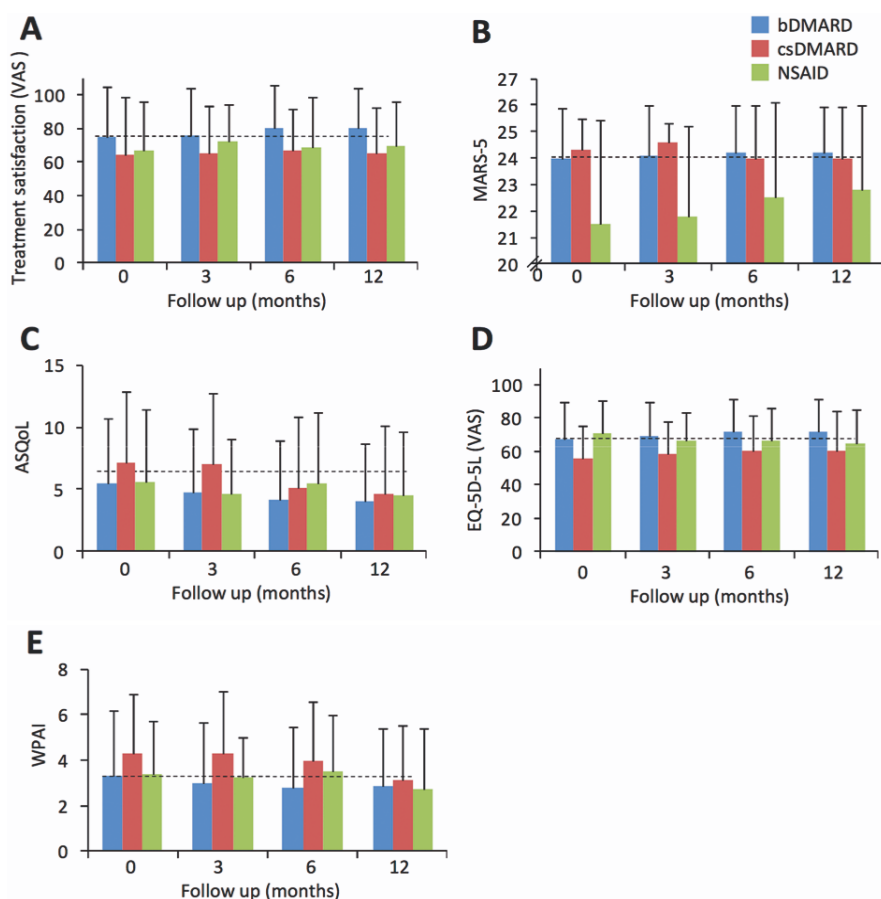 A
Treatment satisfaction (VAS)
100
80
60
40
20
0
0 3 6 12
Follow up (months)
B
bDMARD
csDMARD
NSAID
MARS-5
27
26
25
24
23
22
21
20
0
0 3 6 12
Follow up (months)
C
ASQoL
15
10
5
0
0 3 6 12
Follow up (months)
D
EQ-5D-5L (VAS)
100
80
60
40
20
0
0 3 6 12
Follow up (months)
E
WPAI
8
6
4
2
0
0 3 6 12
Follow up (months)